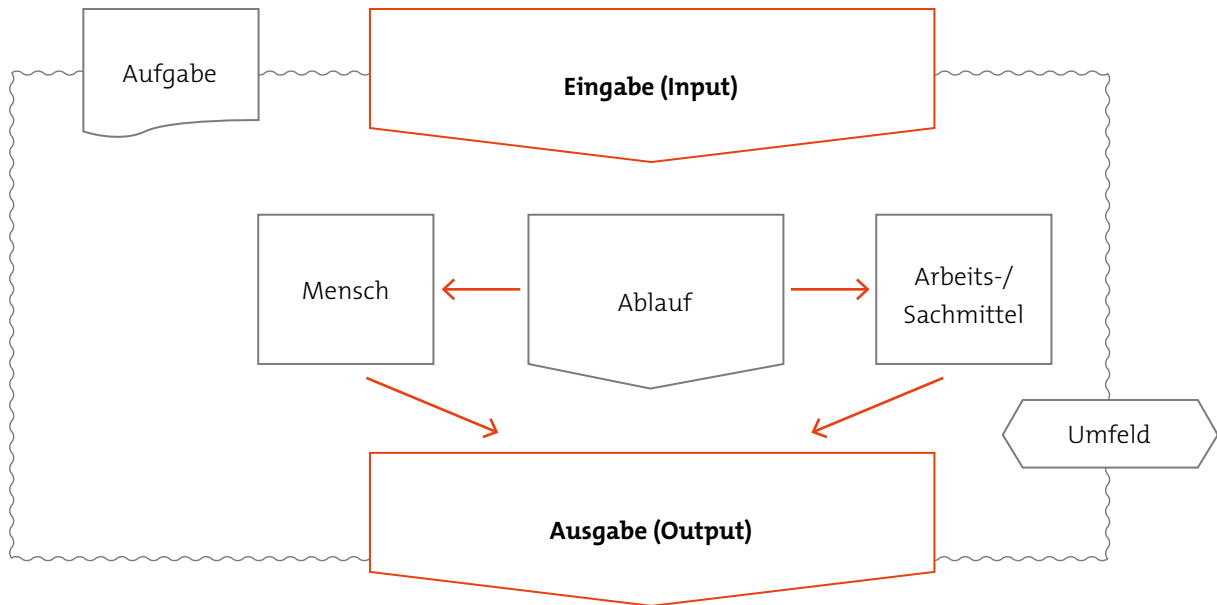 Aufgabe
Eingabe (Input)
Mensch
Ablauf
Arbeits-/
Sachmittel
Umfeld
Ausgabe (Output)